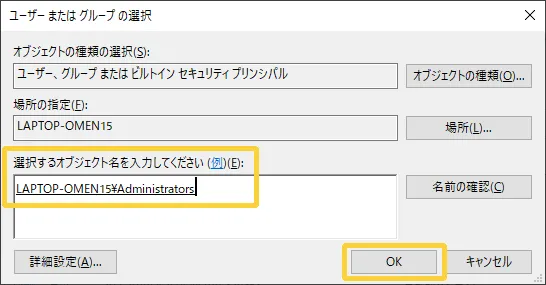 ユーザー または グループ の選択
オブジェクトの種類の選択(S):
ユーザー、グループ または ビルトイン セキュリティ プリンシパル
オブジェクトの種類(O)...
場所の指定(F):
LAPTOP-OMEN15
場所(L)...
選択するオブジェクト名を入力してください (例)(E):
LAPTOP-OMEN15¥Administrators
名前の確認(C)
詳細設定(A)...
OK
キャンセル